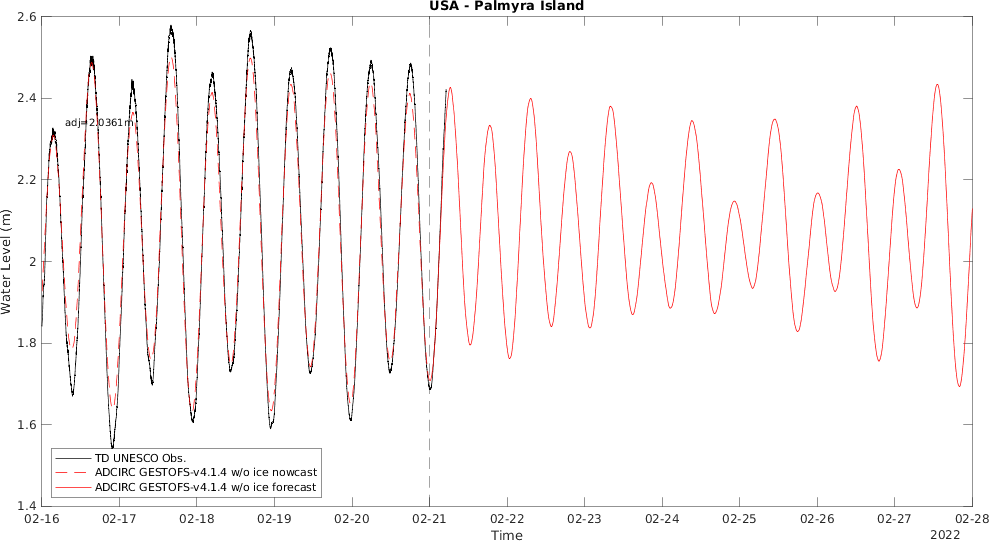 USA - Palmyra Island
2.6
2.4
adj=2.0361m
2.2
Water Level (m)
2
1.8
1.6
TD UNESCO Obs.
ADCIRC GESTOFS-v4.1.4 w/o ice nowcast
ADCIRC GESTOFS-v4.1.4 w/o ice forecast
1.4
02-16 02-17 02-18 02-19 02-20 02-21 02-22 02-23 02-24 02-25 02-26 02-27 02-28
Time
2022